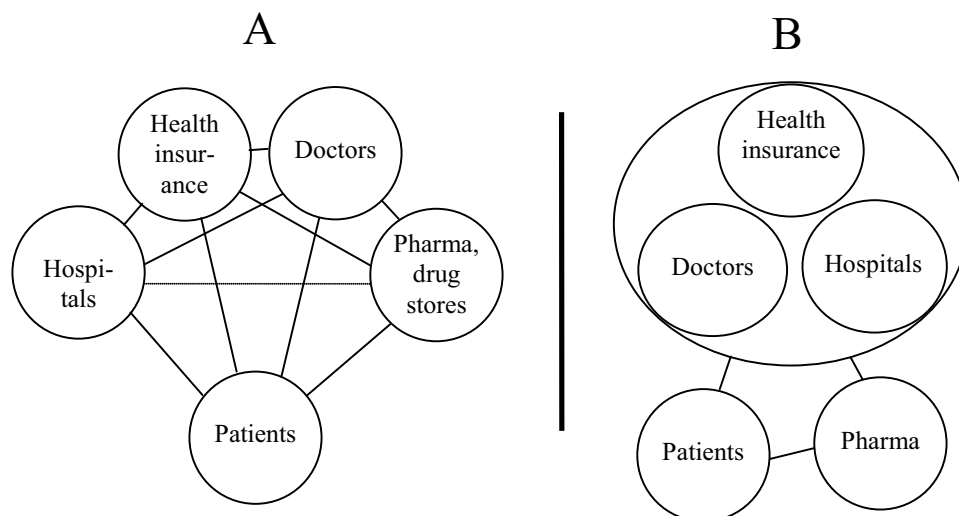 A
B
Health
insur-
ance
Doctors
Hospi-
tals
Pharma,
drug
stores
Patients
Health
insurance
Doctors
Hospitals
Patients
Pharma